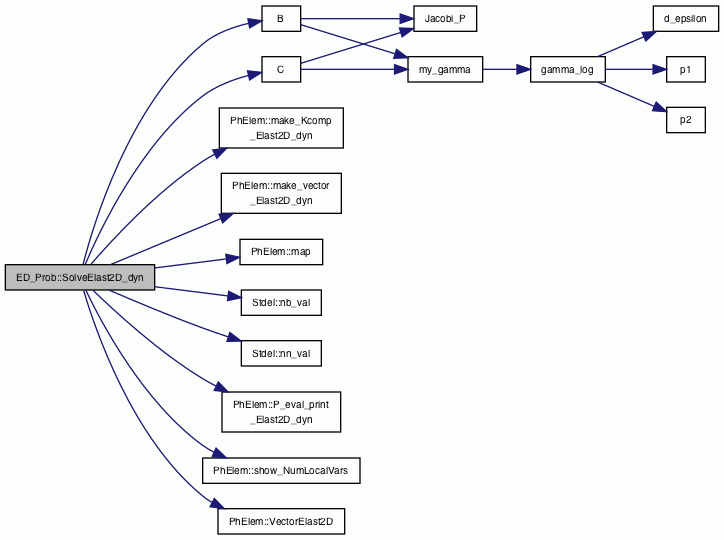 ED_Prob::SolveElast2D_dyn
B
C
PhElem::make_Kcomp
_Elast2D_dyn
PhElem::make_vector
_Elast2D_dyn
PhElem::map
Stdel::nb_val
Stdel::nn_val
PhElem::P_eval_print
_Elast2D_dyn
PhElem::show_NumLocalVars
PhElem::VectorElast2D
Jacobi_P
my_gamma
gamma_log
d_epsilon
p1
p2